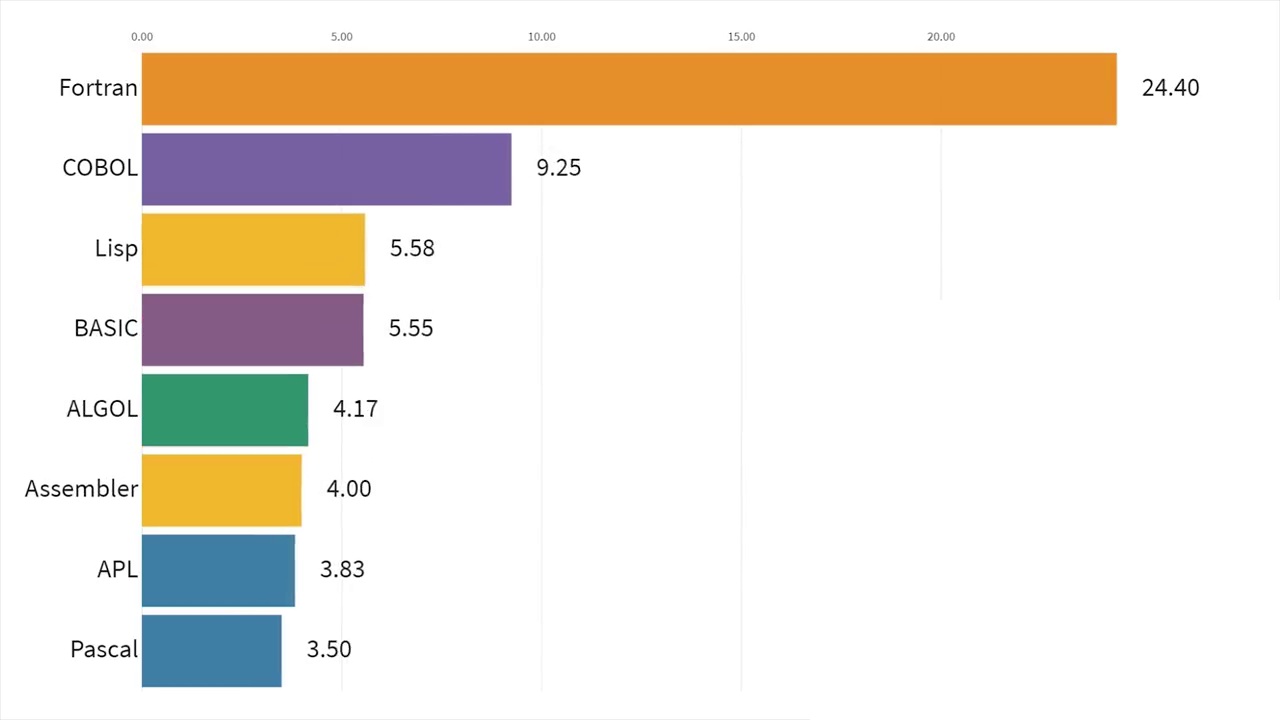 0.00 5.00 10.00 15.00 20.00
Fortran 24.40
COBOL 9.25
Lisp 5.58
BASIC 5.55
ALGOL 4.17
Assembler 4.00
APL 3.83
Pascal 3.50